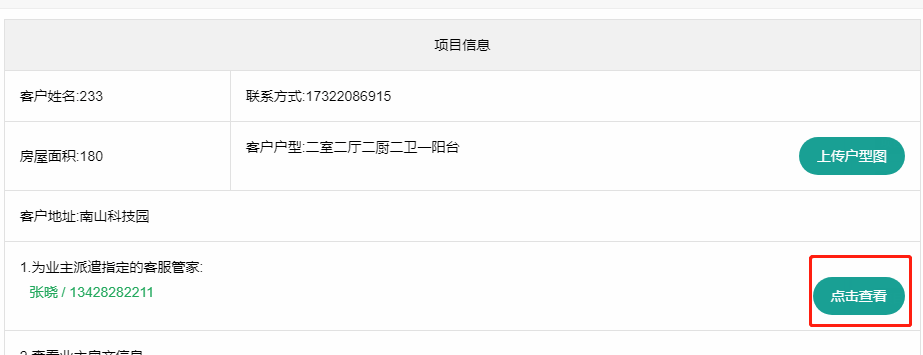 项目信息
客户姓名:233
联系方式:17322086915
房屋面积:180
客户户型:二室二厅二厨二卫一阳台
上传户型图
客户地址:南山科技园
1.为业主派遣指定的客服管家:
张晓 / 13428282211
点击查看